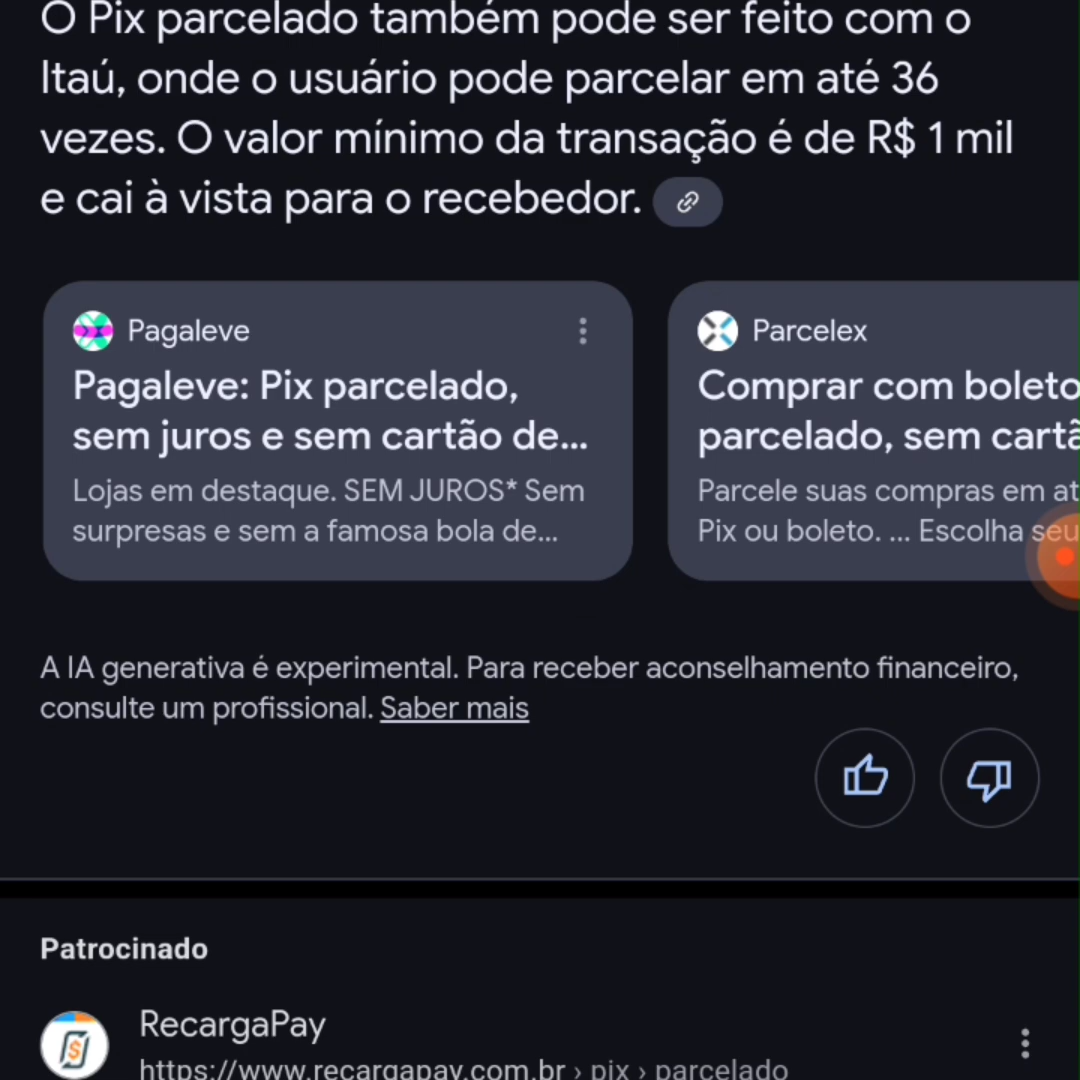 O Pix parcelado também pode ser feito com o
Itaú, onde o usuário pode parcelar em até 36
vezes. O valor mínimo da transação é de R$ 1 mil
e cai à vista para o recebedor.
Pagaleve
Pagaleve: Pix parcelado,
sem juros e sem cartão de...
Lojas em destaque. SEM JUROS* Sem
surpresas e sem a famosa bola de...
Parcelex
Comprar com boleto
parcelado, sem cartã
Parcele suas compras em at
Pix ou boleto. ... Escolha seu
A IA generativa é experimental. Para receber aconselhamento financeiro,
consulte um profissional. Saber mais
Patrocinado
RecargaPay
https://www.recargapay.com.br › pix › parcelado